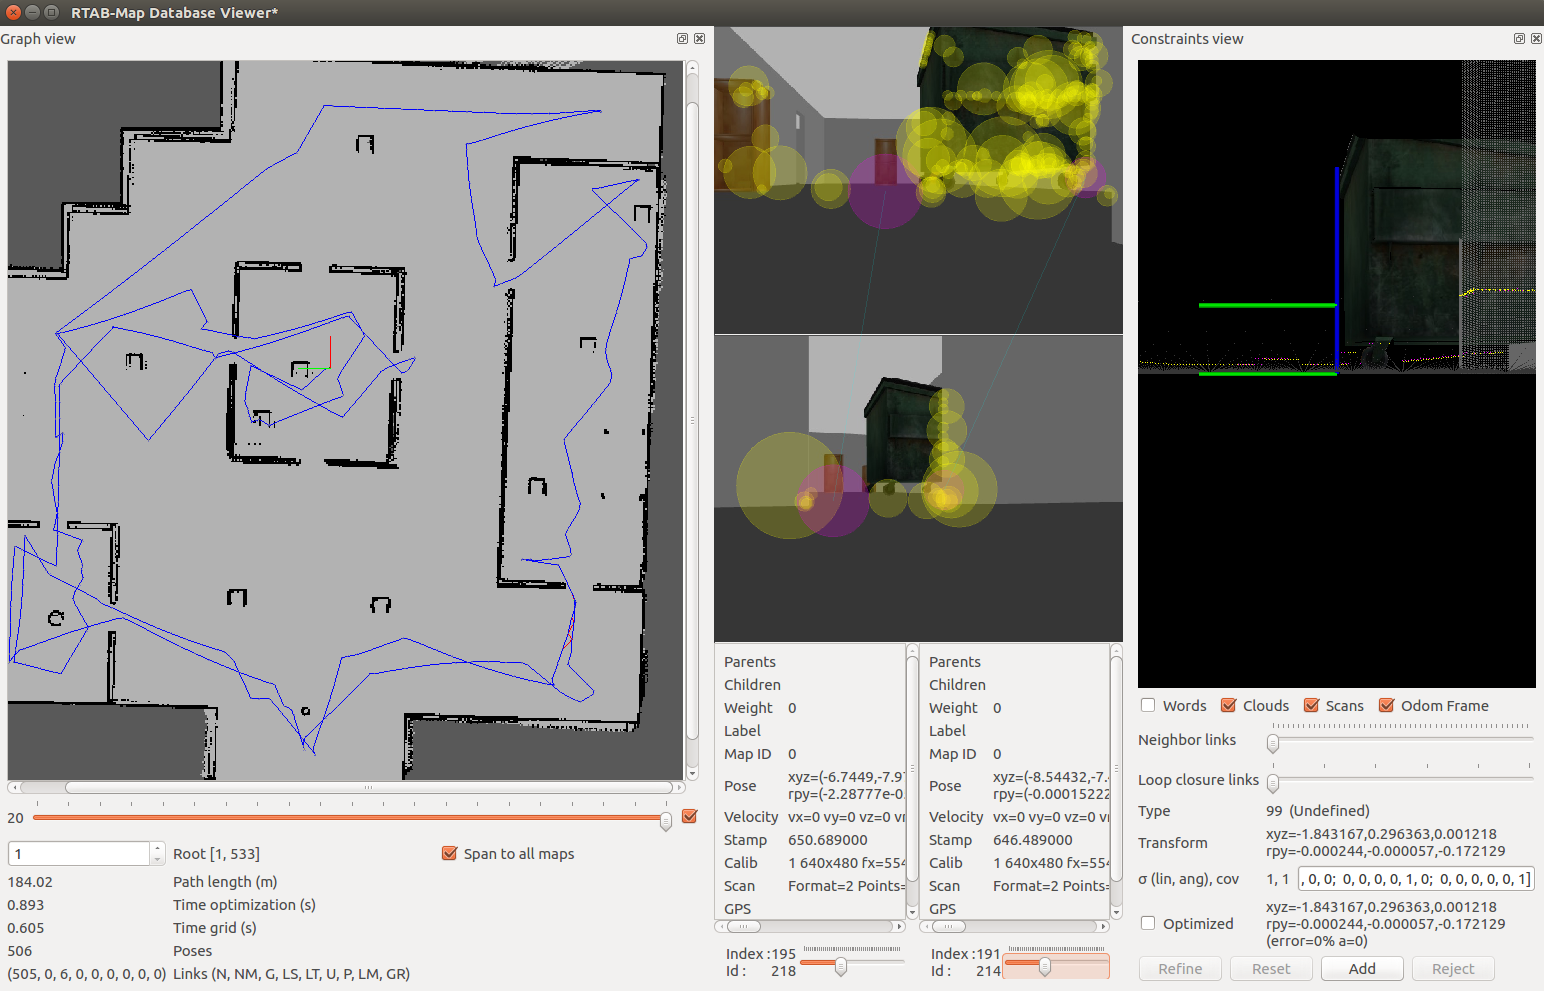 RTAB-Map Database Viewer*
Graph view
20
1
Root [1, 533]
Span to all maps
184.02 Path length (m)
0.893 Time optimization (s)
0.605 Time grid (s)
506 Poses
(505, 0, 6, 0, 0, 0, 0, 0, 0) Links (N, NM, G, LS, LT, U, P, LM, GR)
Parents
Children
Weight 0
Label
Map ID 0
Pose xyz=(-6.7449,-7.9
rpy=(-2.28777e-0.
Velocity vx=0 vy=0 vz=0 v
Stamp 650.689000
Calib 1 640x480 fx=554
Scan Format=2 Points=
GPS
Index :195
Id : 218
Parents
Children
Weight 0
Label
Map ID 0
Pose xyz=(-8.54432,-7.
rpy=(-0.00015222
Velocity vx=0 vy=0 vz=0 v
Stamp 646.489000
Calib 1 640x480 fx=554
Scan Format=2 Points=
GPS
Index :191
Id : 214
Constraints view
Words Clouds Scans Odom Frame
Neighbor links
Loop closure links
Type 99 (Undefined)
Transform xyz=-1.843167,0.296363,0.001218
rpy=-0.000244,-0.000057,-0.172129
σ (lin, ang), cov 1, 1 , 0, 0; 0, 0, 0, 0, 1, 0; 0, 0, 0, 0, 0, 1]
Optimized xyz=-1.843167,0.296363,0.001218
rpy=-0.000244,-0.000057,-0.172129
(error=0% a=0)
Refine Reset Add Reject